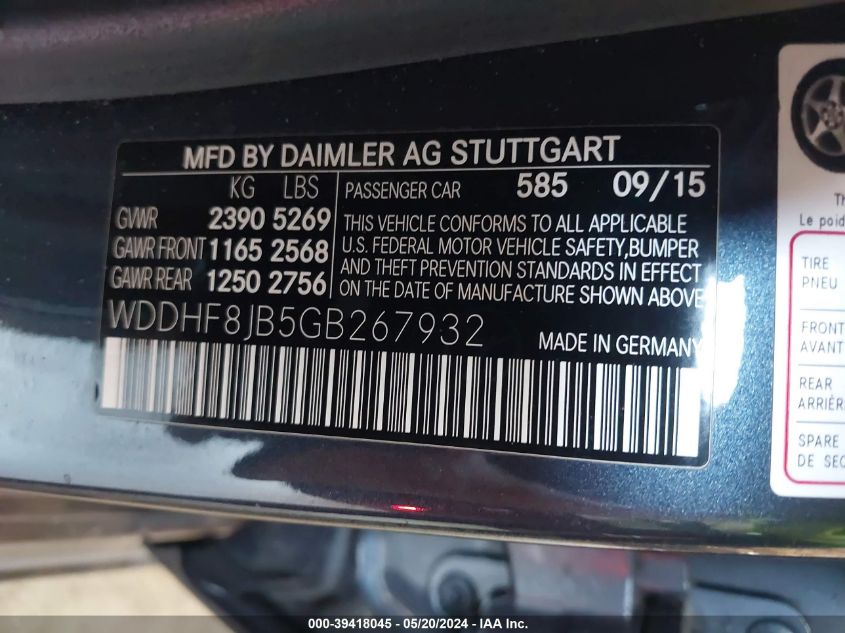 MFD BY DAIMLER AG STUTTGART
KG LBS
GVWR 2390 5269
GAWR FRONT 1165 2568
GAWR REAR 1250 2756
PASSENGER CAR 585 09/15
THIS VEHICLE CONFORMS TO ALL APPLICABLE
U.S. FEDERAL MOTOR VEHICLE SAFETY,BUMPER
AND THEFT PREVENTION STANDARDS IN EFFECT
ON THE DATE OF MANUFACTURE SHOWN ABOVE.
WDDHF8JB5GB267932
MADE IN GERMANY
Le
TIRE
PNEU
FRONT
AVANT
REAR
SPARE
DE
000-39418045 - 05/20/2024 - IAA Inc.